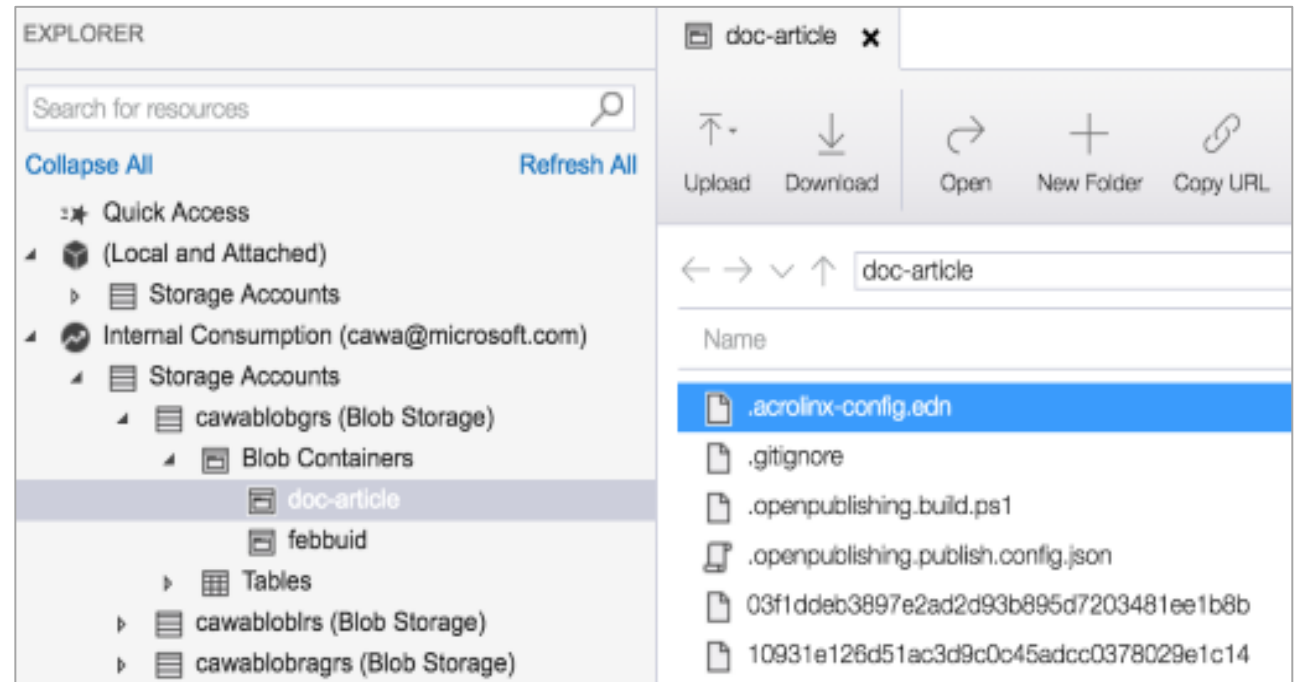 EXPLORER
Search for resources
Collapse All Refresh All
Quick Access
(Local and Attached)
Storage Accounts
Internal Consumption (cawa@microsoft.com)
Storage Accounts
cawablobgrs (Blob Storage)
Blob Containers
doc-article
febbuid
Tables
cawabloblrs (Blob Storage)
cawablobragrs (Blob Storage)
doc-article
Upload Download Open New Folder Copy URL
doc-article
Name
.acrolinx-config.edn
.gitignore
.openpublishing.build.ps1
.openpublishing.publish.config.json
03f1ddeb3897e2ad2d93b895d7203481ee1b8b
10931e126d51ac3d9c0c45adcc0378029e1c14